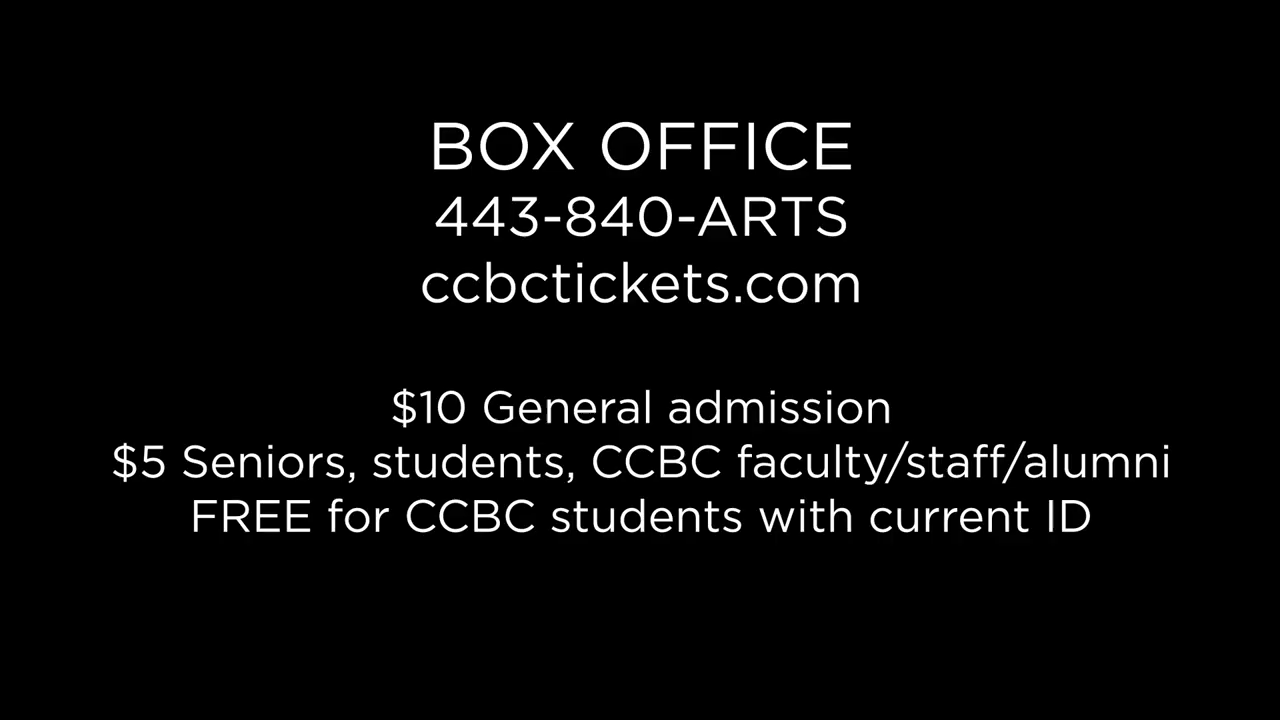 BOX OFFICE
443-840-ARTS
ccbctickets.com
$10 General admission
$5 Seniors, students, CCBC faculty/staff/alumni
FREE for CCBC students with current ID